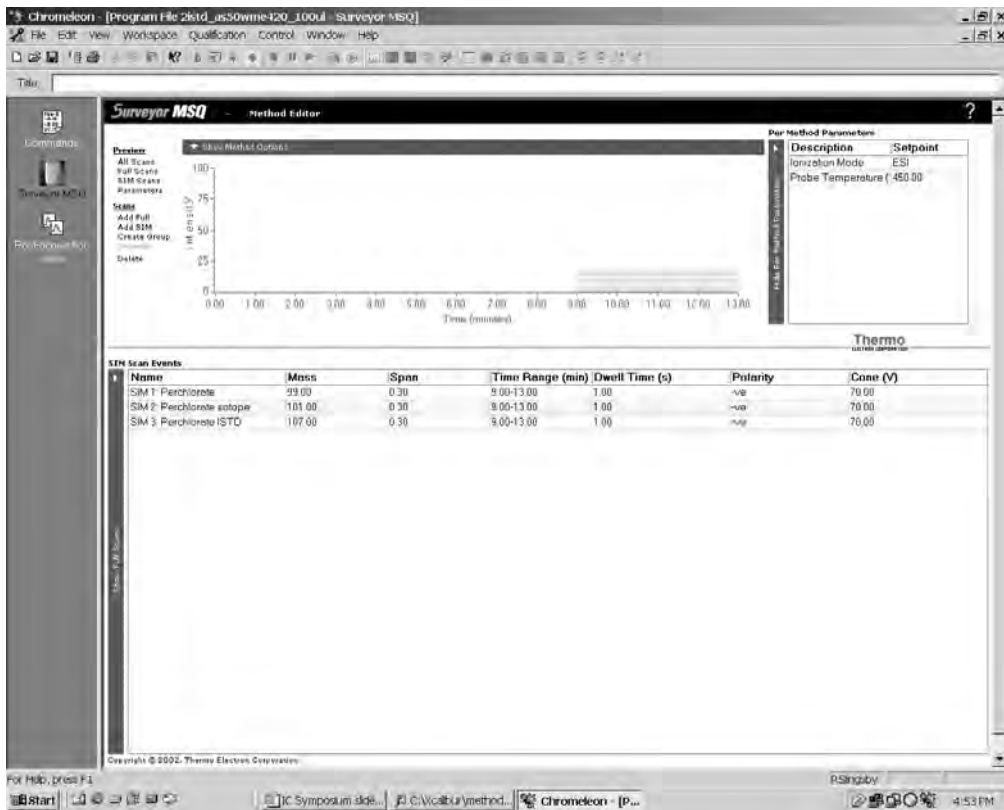 Chromeleon - [Program File 2istd_as50wme420_100ul - Surveyor MSQ]
File Edit View Workspace Qualification Control Window Help
Title:
Surveyor MSQ - Method Editor ?
Commands
Surveyor MSQ
Preview
All Scans
Full Scans
SIM Scans
Parameters
Scans
Add Full
Add SIM
Create Group
Delete
Show Method Options
Intensity
100
75
50
25
0
0.00 1.00 2.00 3.00 4.00 5.00 6.00 7.00 8.00 9.00 10.00 11.00 12.00 13.00
Time (minutes)
Per Method Parameters
Description Setpoint
Ionization Mode ESI
Probe Temperature ( 450.00
Thermo
ELECTRON CORPORATION
SIM Scan Events
Name Mass Span Time Range (min) Dwell Time (s) Polarity Cone (V)
SIM 1: Perchlorate 99.00 0.30 9.00-13.00 1.00 -ve 70.00
SIM 2: Perchlorate isotope 101.00 0.30 9.00-13.00 1.00 -ve 70.00
SIM 3: Perchlorate ISTD 107.00 0.30 9.00-13.00 1.00 -ve 70.00
Show Full Scans
Copyright © 2002. Thermo Electron Corporation
For Help, press F1
RSlingsby
Start IC Symposium slide... C:\Xcalibur\method... Chromeleon - [P... 4:53 PM